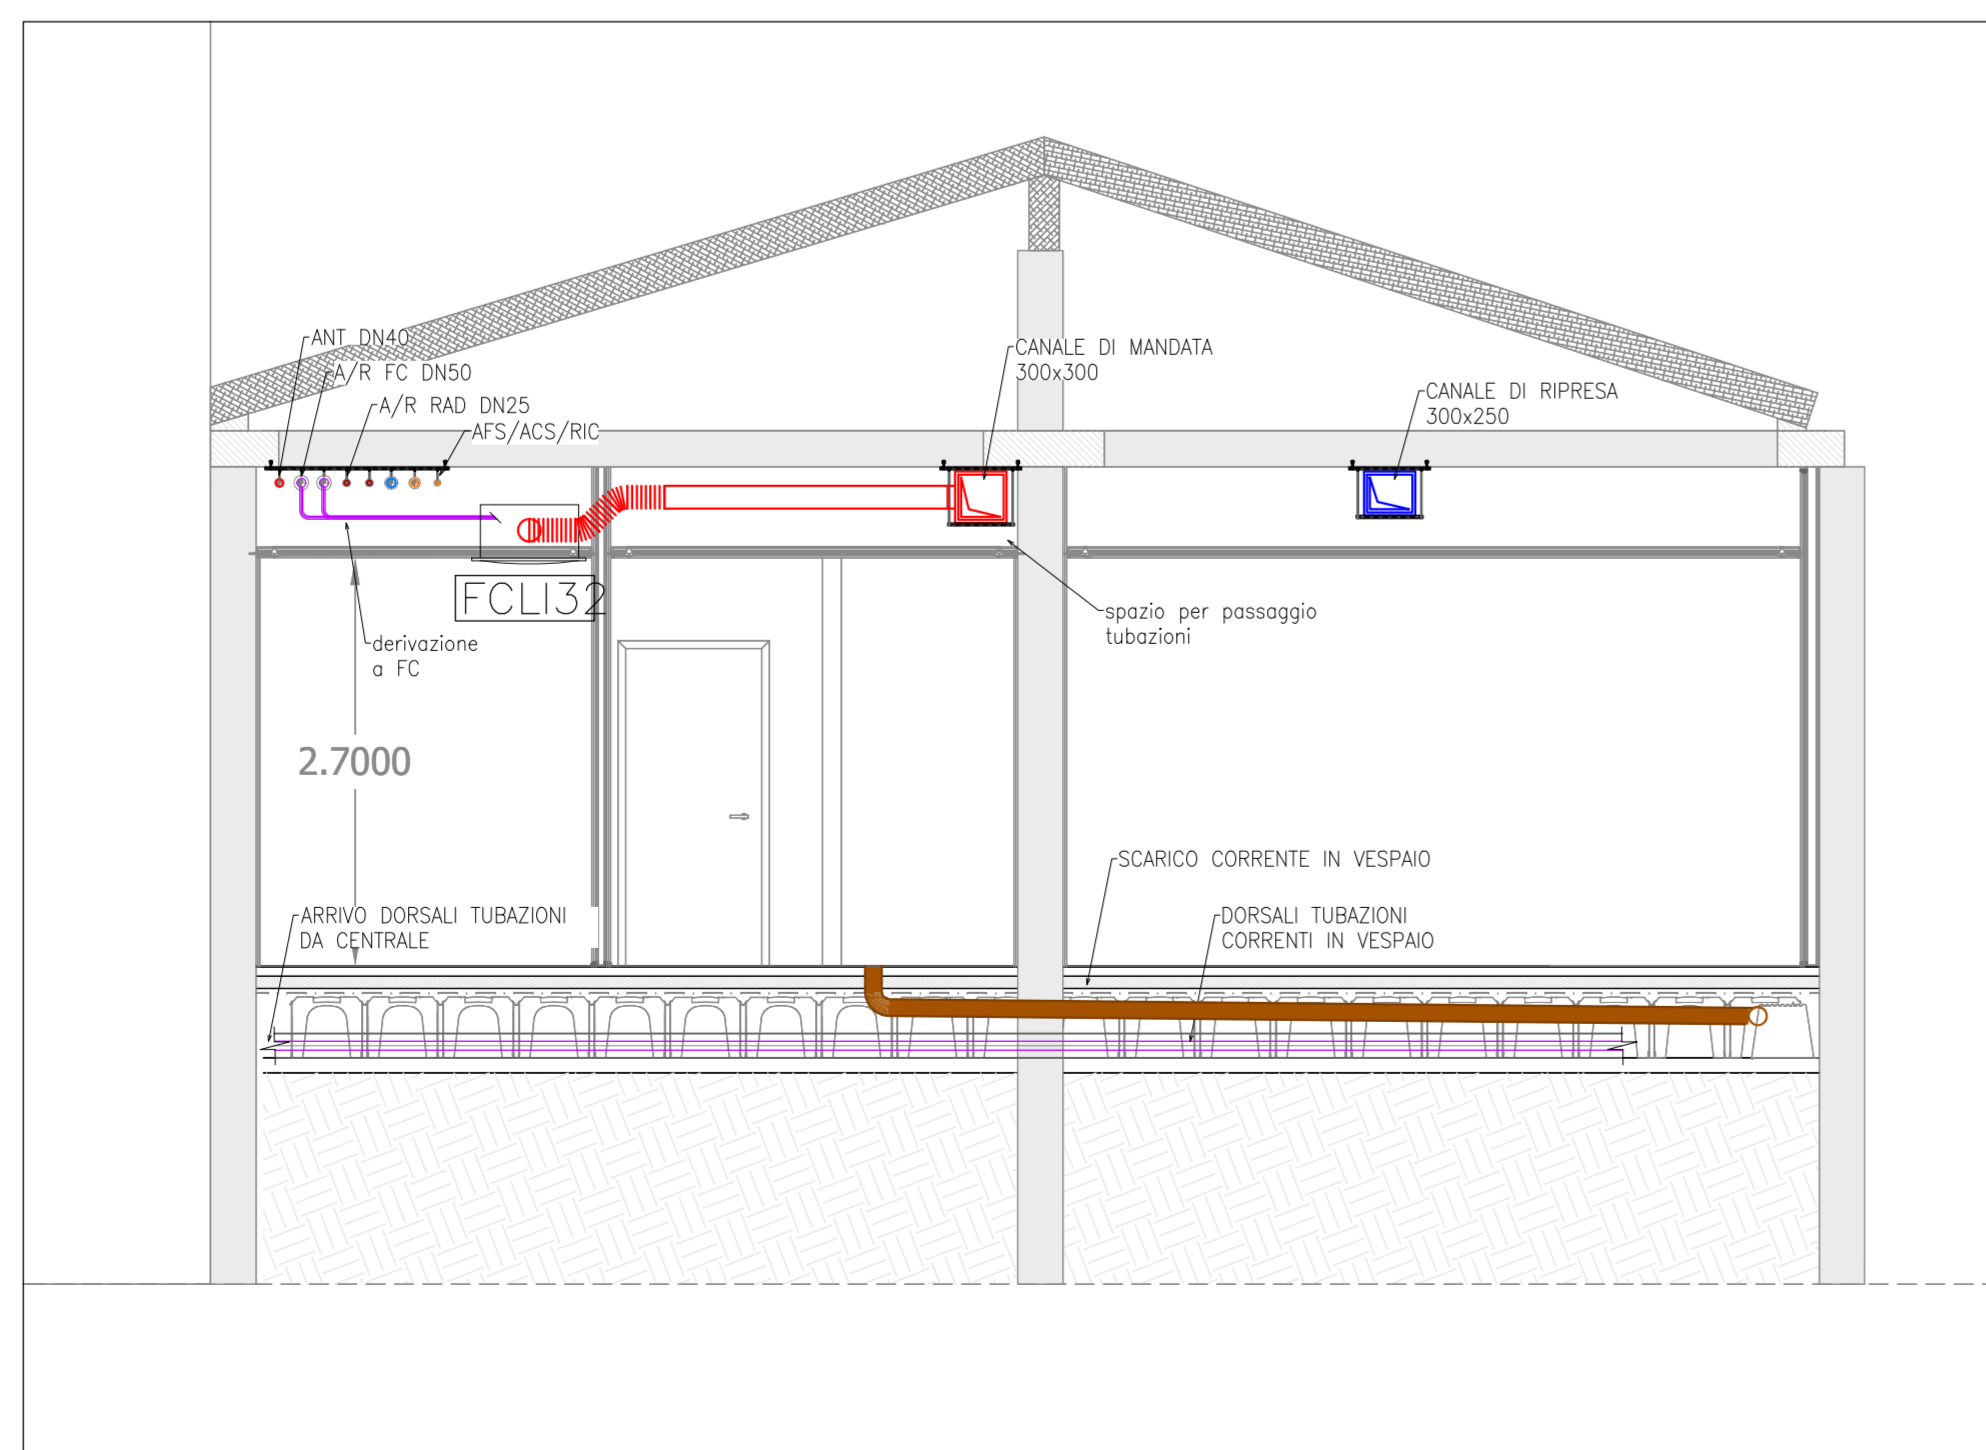 ANT DN40
A/R FC DN50
A/R RAD DN25
AFS/ACS/RIC
CANALE DI MANDATA
300x300
CANALE DI RIPRESA
300x250
FCLI32
spazio per passaggio
tubazioni
derivazione
a FC
2.7000
SCARICO CORRENTE IN VESPAIO
ARRIVO DORSALI TUBAZIONI
DA CENTRALE
DORSALI TUBAZIONI
CORRENTI IN VESPAIO